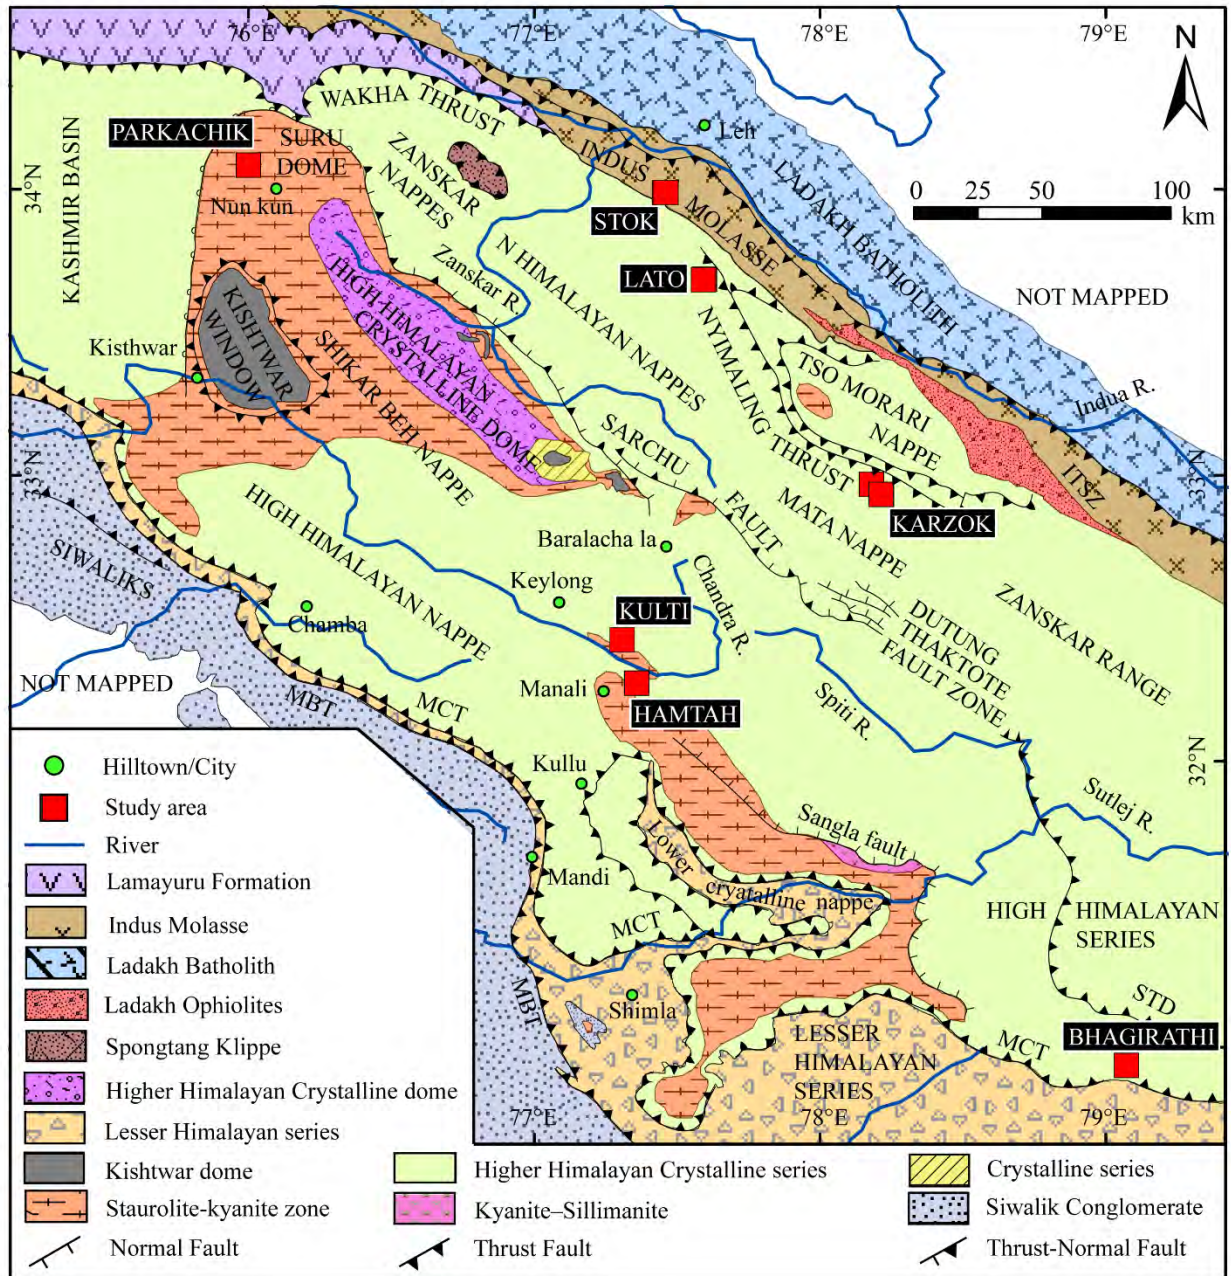 76°E
77°E
78°E
79°E
N
WAKHA THRUST
PARKACHIK
SURU
DOME
Leh
KASHMIR BASIN
ZANSKAR
NAPPES
INDUS
MOLASSE
LADAKH BATHOLITH
0 25 50 100
km
34°N
Nun kun
STOK
Zanskar R.
N HIMALAYAN NAPPES
LATO
NOT MAPPED
KISHTWAR
WINDOW
HIGH HIMALAYAN
CRYSTALLINE DOME
Kisthwar
SHIKAR BEH NAPPE
NYIMALING THRUST
TSO MORARI
NAPPE
Indua R.
SARCHU
FAULT
33°N
33°N
ITSZ
KARZOK
MATA NAPPE
HIGH HIMALAYAN NAPPE
SIWALIKS
Baralacha la
Keylong
Chandra R.
KULTI
DUTUNG
THAKTOTE
FAULT ZONE
ZANSKAR RANGE
Chamba
NOT MAPPED
MBT
MCT
Manali
HAMTAH
Spiti R.
32°N
Kullu
Sutlej R.
Sangla fault
Mandi
Lower cryatalline nappe
MCT
HIGH HIMALAYAN
SERIES
MBT
Shimla
STD
LESSER
HIMALAYAN
SERIES
MCT
BHAGIRATHI
77°E
78°E
79°E
Hilltown/City
Study area
River
Lamayuru Formation
Indus Molasse
Ladakh Batholith
Ladakh Ophiolites
Spongtang Klippe
Higher Himalayan Crystalline dome
Lesser Himalayan series
Kishtwar dome
Higher Himalayan Crystalline series
Crystalline series
Staurolite-kyanite zone
Kyanite–Sillimanite
Siwalik Conglomerate
Normal Fault
Thrust Fault
Thrust-Normal Fault